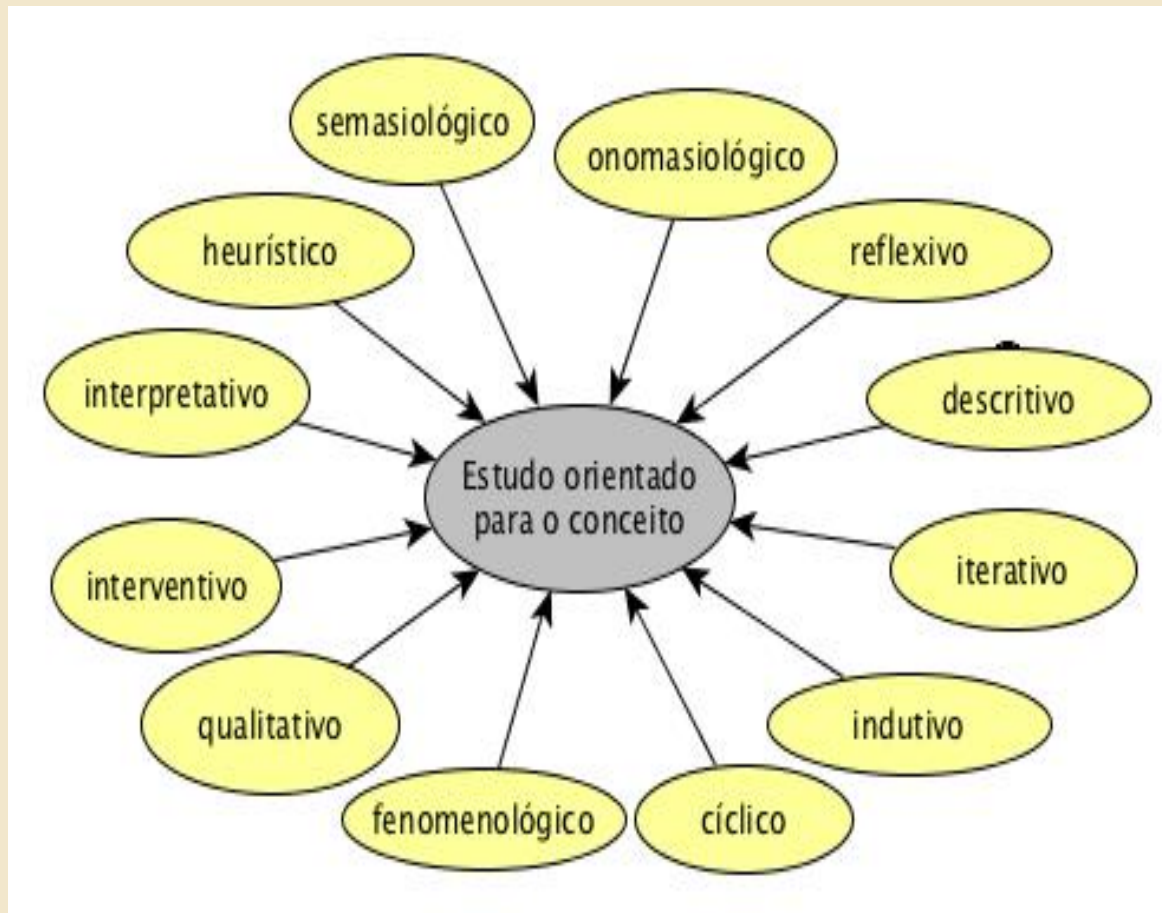 semasiológico
onomasiológico
heurístico
reflexivo
interpretativo
descritivo
Estudo orientado
para o conceito
interventivo
iterativo
qualitativo
indutivo
fenomenológico
cíclico